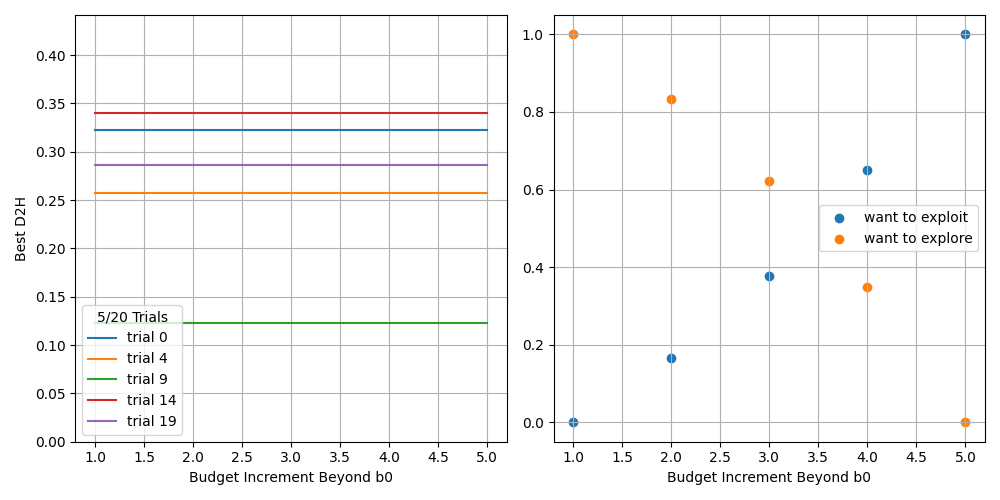 0.40
0.35
0.30
0.25
0.20
0.15
0.10
0.05
0.00
Best D2H
5/20 Trials
trial 0
trial 4
trial 9
trial 14
trial 19
1.0 1.5 2.0 2.5 3.0 3.5 4.0 4.5 5.0
Budget Increment Beyond b0
1.0
0.8
0.6
0.4
0.2
0.0
want to exploit
want to explore
1.0 1.5 2.0 2.5 3.0 3.5 4.0 4.5 5.0
Budget Increment Beyond b0